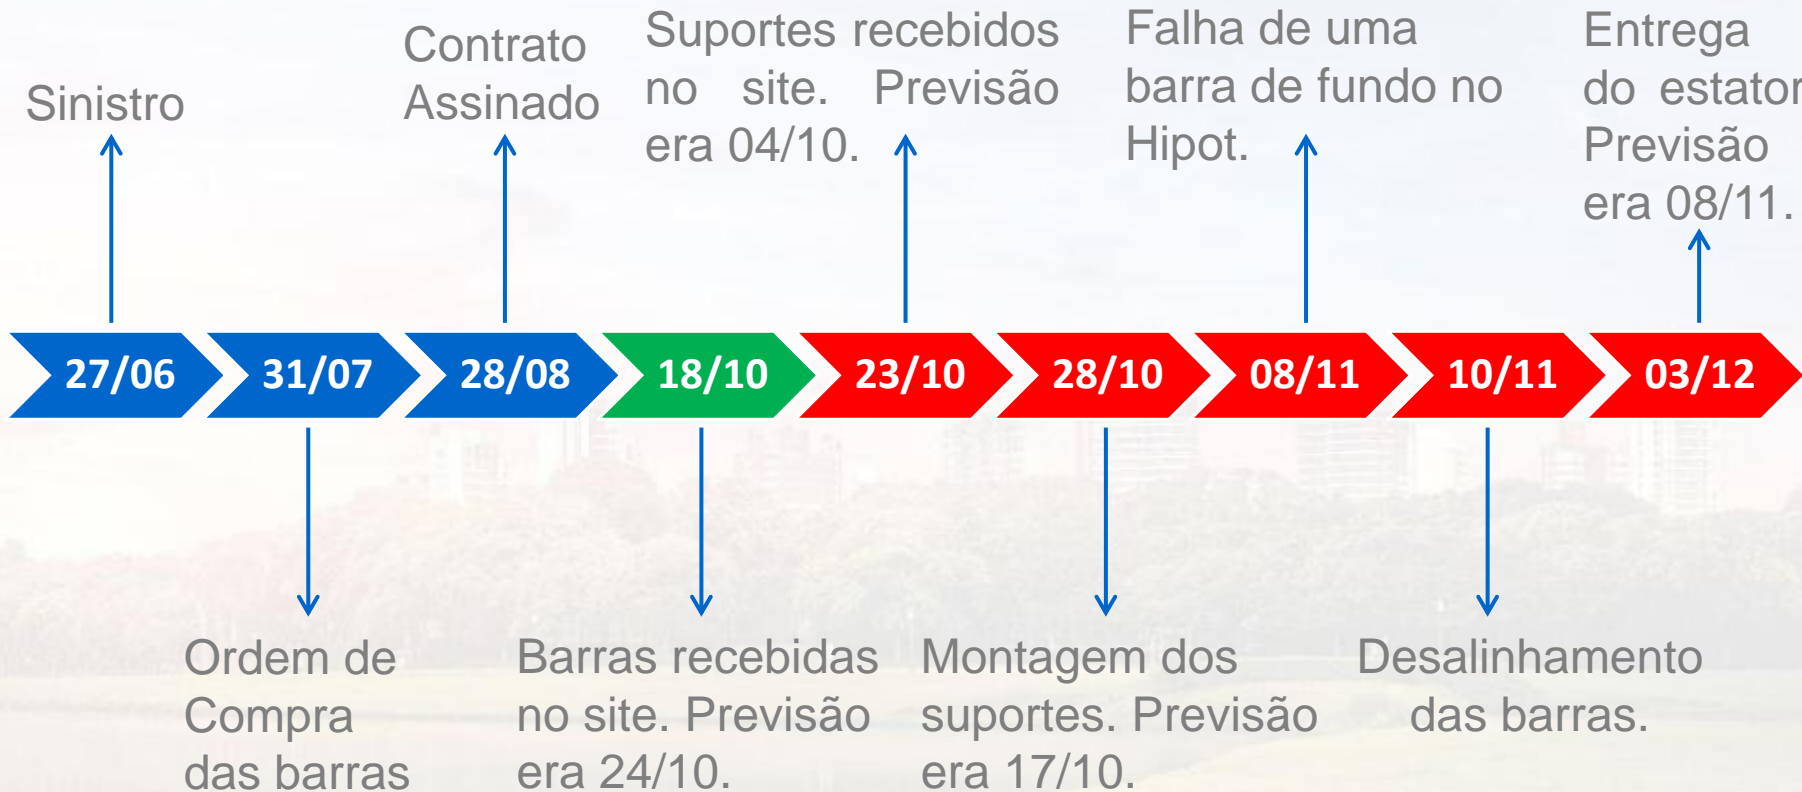 Sinistro
Contrato
Assinado
Suportes recebidos
no site. Previsão
era 04/10.
Falha de uma
barra de fundo no
Hipot.
Entrega
do estator
Previsão
era 08/11.
27/06
31/07
28/08
18/10
23/10
28/10
08/11
10/11
03/12
Ordem de
Compra
das barras
Barras recebidas
no site. Previsão
era 24/10.
Montagem dos
suportes. Previsão
era 17/10.
Desalinhamento
das barras.